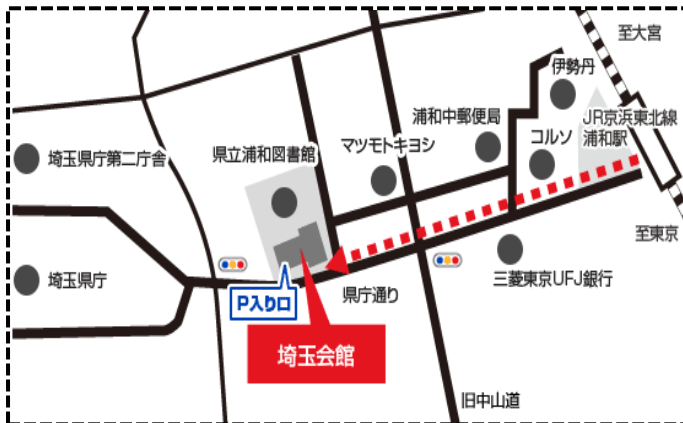 至大宮
伊勢丹
JR京浜東北線
浦和駅
浦和中郵便局
コルソ
マツモトキヨシ
県立浦和図書館
埼玉県庁第二庁舎
至東京
埼玉県庁
三菱東京UFJ銀行
県庁通り
P入り口
埼玉会館
旧中山道